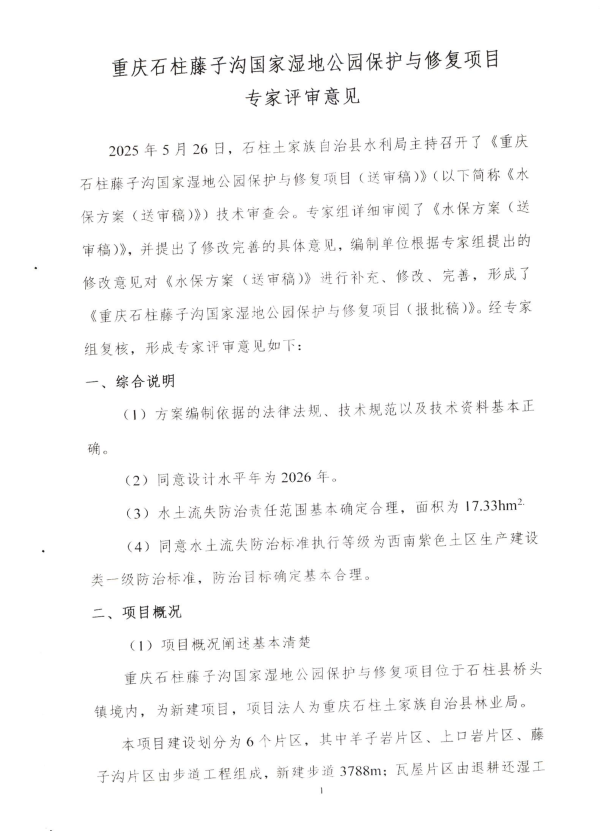 重庆石柱藤子沟国家湿地公园保护与修复项目
专家评审意见
2025 年 5 月 26 日，石柱土家族自治县水利局主持召开了《重庆
石柱藤子沟国家湿地公园保护与修复项目（送审稿）》（以下简称《水
保方案（送审稿）》）技术审查会。专家组详细审阅了《水保方案（送
审稿）》，并提出了修改完善的具体意见，编制单位根据专家组提出的
修改意见对《水保方案（送审稿）》进行补充、修改、完善，形成了
《重庆石柱藤子沟国家湿地公园保护与修复项目（报批稿）》。经专家
组复核，形成专家评审意见如下：
一、综合说明
（1）方案编制依据的法律法规、技术规范以及技术资料基本正
确。
（2）同意设计水平年为 2026 年。
（3）水土流失防治责任范围基本确定合理，面积为 17.33hm².
（4）同意水土流失防治标准执行等级为西南紫色土区生产建设
类一级防治标准，防治目标确定基本合理。
二、项目概况
（1）项目概况阐述基本清楚
重庆石柱藤子沟国家湿地公园保护与修复项目位于石柱县桥头
镇境内，为新建项目，项目法人为重庆石柱土家族自治县林业局。
本项目建设划分为 6 个片区，其中羊子岩片区、上口岩片区、藤
子沟片区由步道工程组成，新建步道 3788m；瓦屋片区由退耕还湿工
1